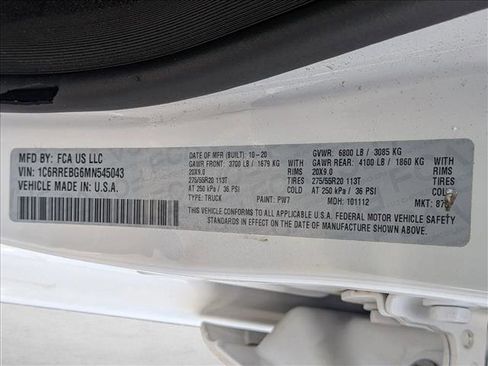 MFD BY: FCA US LLC
VIN: 1C6RREBG6MN545043
VEHICLE MADE IN: U.S.A.
DATE OF MFR (BUILT) 10-20 GVWR: 6800 LB / 3085 KG
GAWR FRONT: 3700 LB / 1679 KG GAWR REAR: 4100 LB / 1860 KG
20X9.0 RIMS 20X9.0 RIMS
275/55R20 113T TIRES 275/55R20 113T TIRES
AT 250 kPa / 36 PSI COLD AT 250 kPa / 36 PSI COLD
TYPE: TRUCK PAINT: PW7 MDH: 101112 MKT:
THIS VEHICLE CONFORMS TO ALL APPLICABLE U.S.A. FEDERAL MOTOR VEHICLE SAFETY
STANDARDS IN EFFECT ON THE DATE OF MANUFACTURE SHOWN ABOVE.